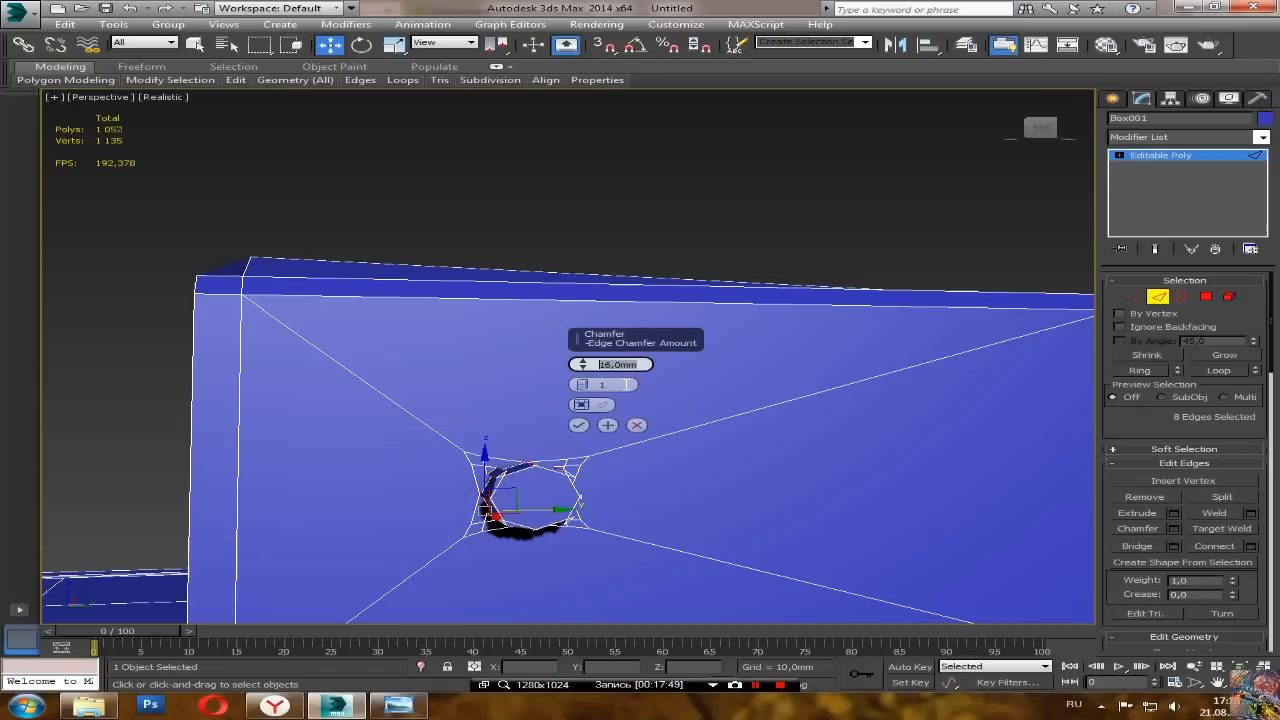 Workspace: Default
Autodesk 3ds Max 2014 x64
Untitled
Type a keyword or phrase
Edit
Tools
Group
Views
Create
Modifiers
Animation
Graph Editors
Rendering
Customize
MAXScript
Help
All
View
Create Selection Se
Modeling
Freeform
Selection
Object Paint
Populate
Polygon Modeling
Modify Selection
Edit
Geometry (All)
Edges
Loops
Tris
Subdivision
Align
Properties
[+][Perspective][Realistic]
Total
Polys: 1 052
Verts: 1 135
FPS: 192,378
Chamfer
-Edge Chamfer Amount
16,0mm
1
z
y
Box001
Modifier List
Editable Poly
Selection
By Vertex
Ignore Backfacing
By Angle: 45,0
Shrink
Grow
Ring
Loop
Preview Selection
Off
SubObj
Multi
8 Edges Selected
Soft Selection
Edit Edges
Insert Vertex
Remove
Split
Extrude
Weld
Chamfer
Target Weld
Bridge
Connect
Create Shape From Selection
Weight: 1,0
Crease: 0,0
Edit Tri.
Turn
Edit Geometry
0 / 100
0 5 10 15 20 25 30 35 40 45 50 55 60 65 70 75 80 85 90 95 100
1 Object Selected
X:
Y:
Z:
Grid = 10,0mm
Auto Key
Selected
Welcome to M
Click or click-and-drag to select objects
1280x1024
Запись [00:17:49]
Set Key
Key Filters...
0
RU